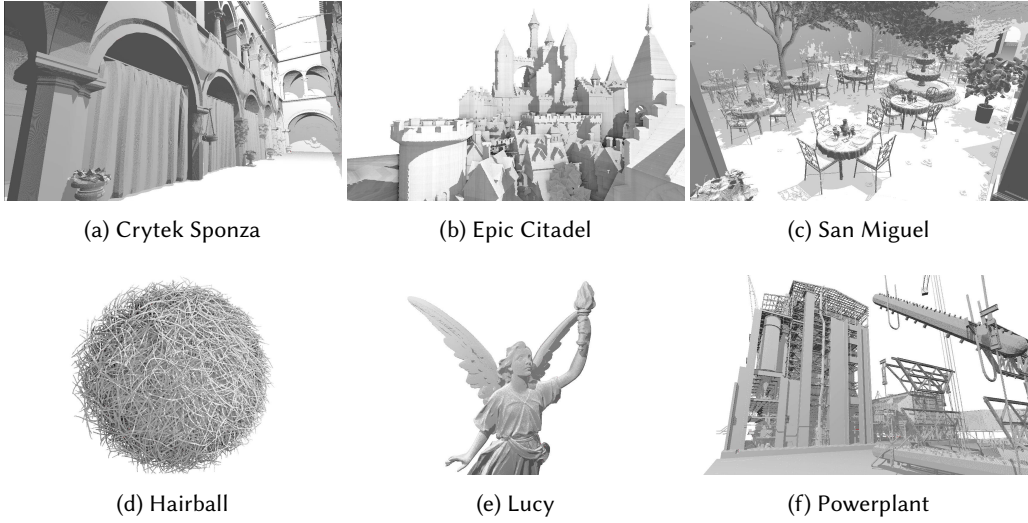 (a) Crytek Sponza
(b) Epic Citadel
(c) San Miguel
(d) Hairball
(e) Lucy
(f) Powerplant